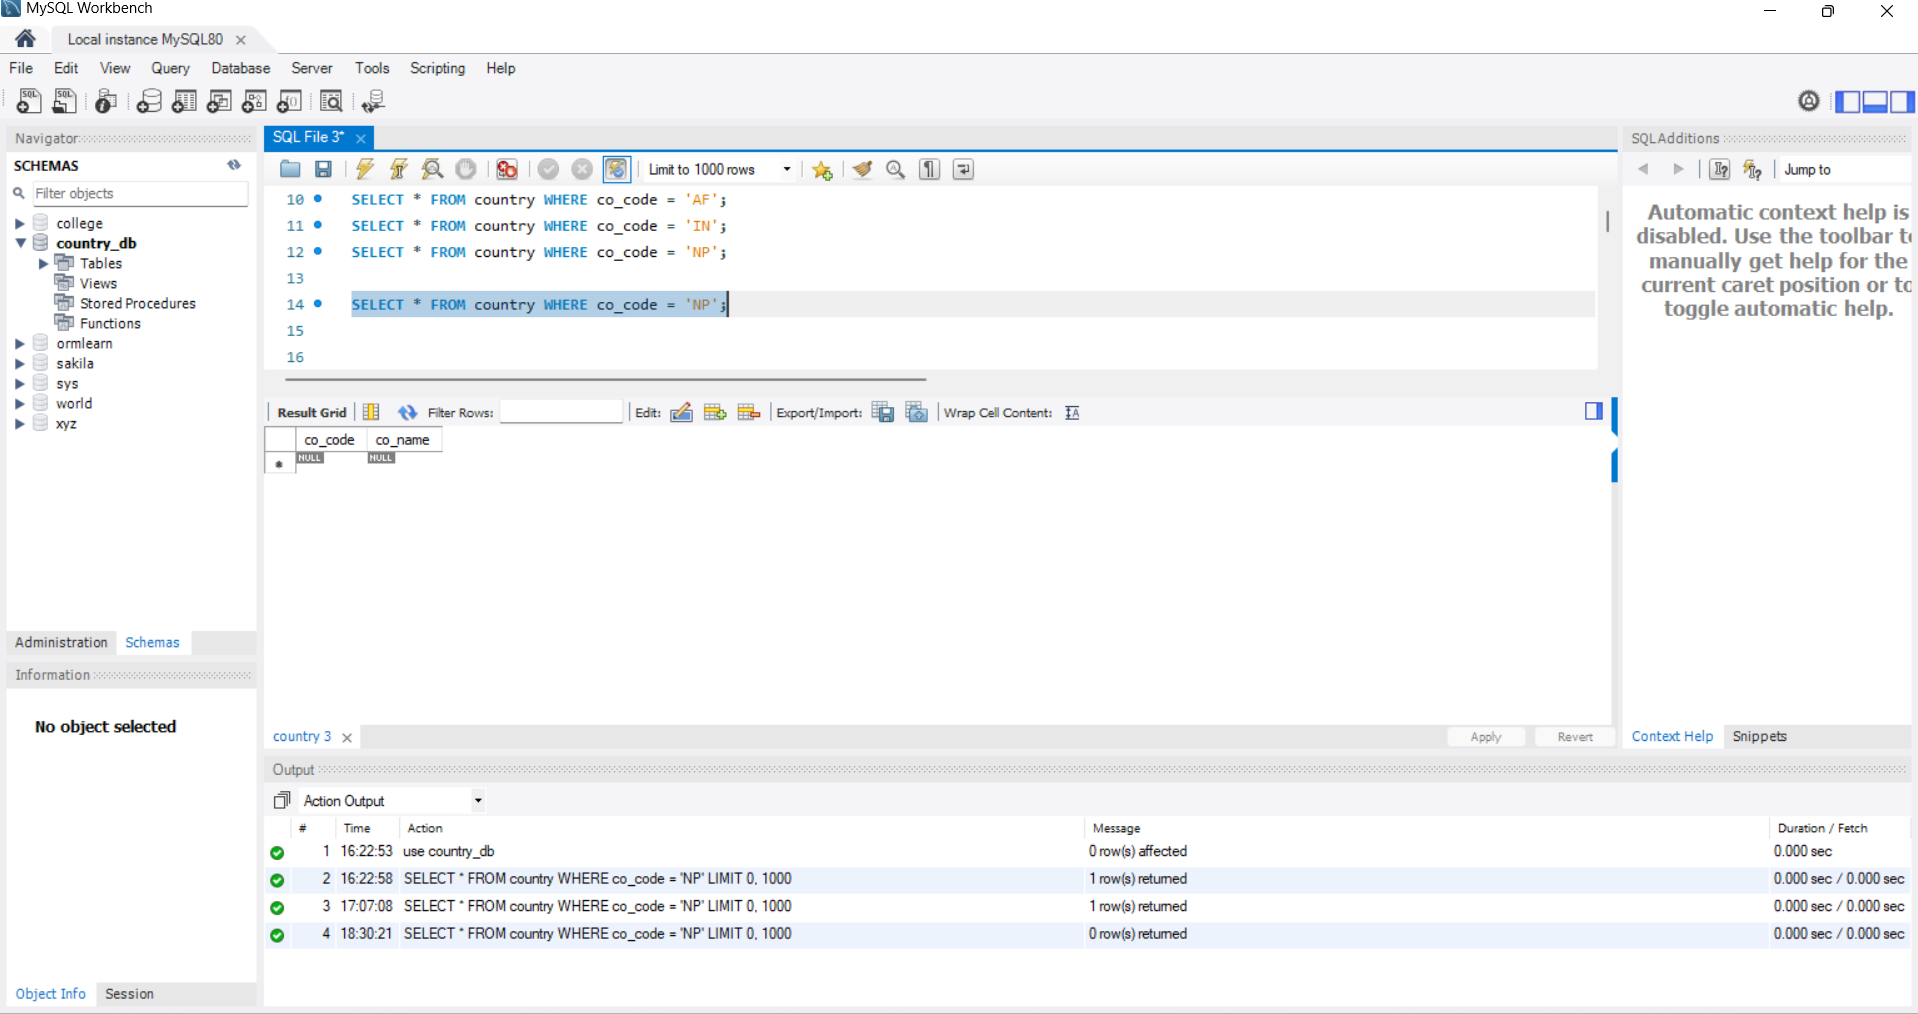 MySQL Workbench
Local instance MySQL80
File Edit View Query Database Server Tools Scripting Help
Navigator
SCHEMAS
Filter objects
college
country_db
Tables
Views
Stored Procedures
Functions
ormlearn
sakila
sys
world
xyz
Administration Schemas
Information
No object selected
Object Info Session
SQL File 3*
Limit to 1000 rows
10 SELECT * FROM country WHERE co_code = 'AF';
11 SELECT * FROM country WHERE co_code = 'IN';
12 SELECT * FROM country WHERE co_code = 'NP';
13
14 SELECT * FROM country WHERE co_code = 'NP';
15
16
Result Grid Filter Rows: Edit: Export/Import: Wrap Cell Content:
co_code co_name
* NULL NULL
country 3
Apply Revert
SQLAdditions
Jump to
Automatic context help is
disabled. Use the toolbar
manually get help for the
current caret position or to
toggle automatic help.
Context Help Snippets
Output
Action Output
# Time Action Message Duration / Fetch
1 16:22:53 use country_db 0 row(s) affected 0.000 sec
2 16:22:58 SELECT * FROM country WHERE co_code = 'NP' LIMIT 0, 1000 1 row(s) returned 0.000 sec / 0.000 sec
3 17:07:08 SELECT * FROM country WHERE co_code = 'NP' LIMIT 0, 1000 1 row(s) returned 0.000 sec / 0.000 sec
4 18:30:21 SELECT * FROM country WHERE co_code = 'NP' LIMIT 0, 1000 0 row(s) returned 0.000 sec / 0.000 sec